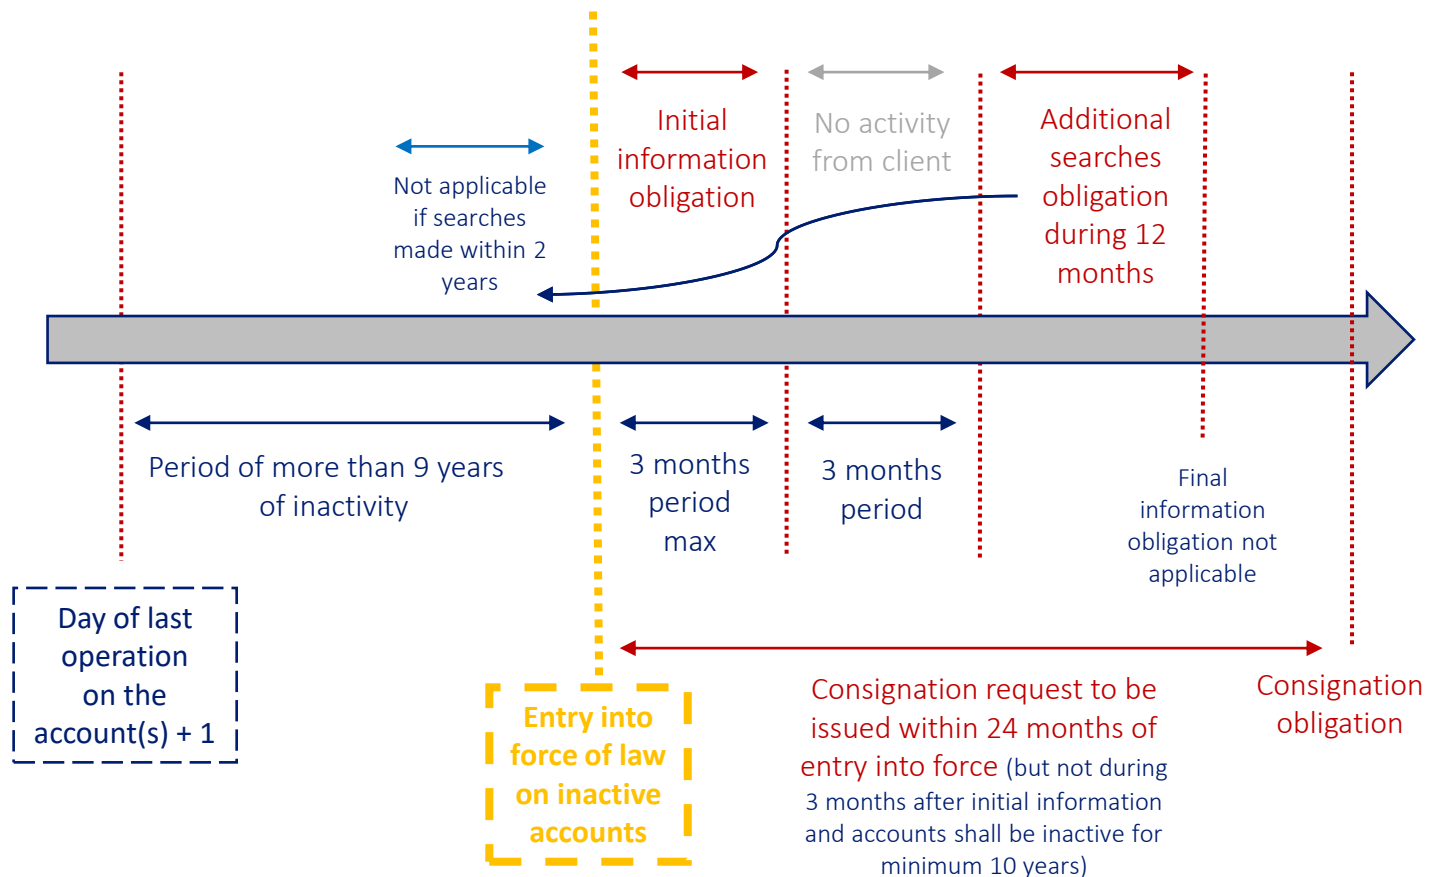 Initial
information
obligation
No activity
from client
Additional
searches
obligation
during 12
months
Not applicable
if searches
made within 2
years
Period of more than 9 years
of inactivity
3 months
period
max
3 months
period
Final
information
obligation not
applicable
Day of last
operation
on the
account(s) + 1
Entry into
force of law
on inactive
accounts
Consignation request to be
issued within 24 months of
entry into force (but not during
3 months after initial information
and accounts shall be inactive for
minimum 10 years)
Consignation
obligation